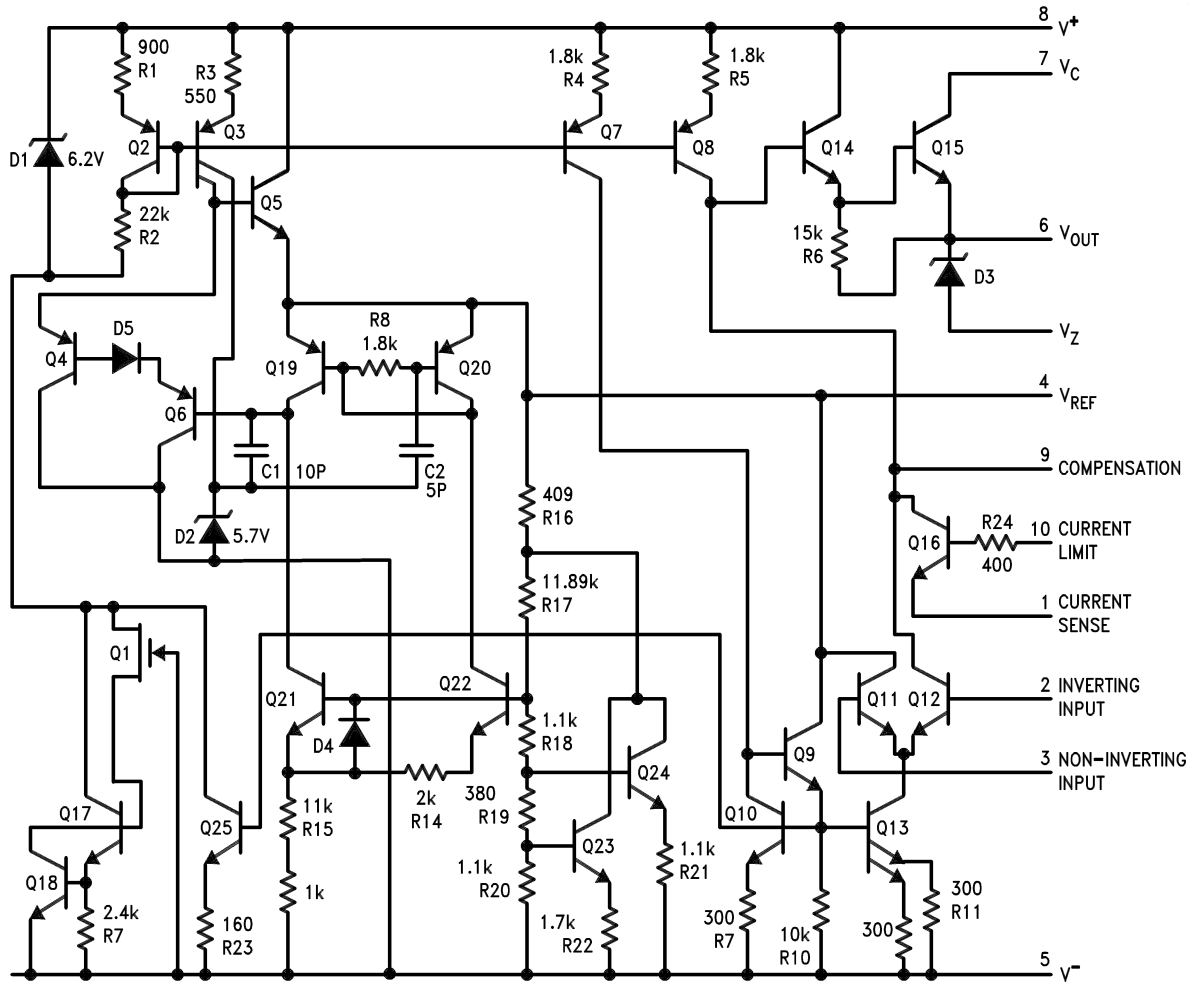 8 V+
900
R1
R3
550
1.8k
R4
1.8k
R5
7 VC
D1
6.2V
Q2
Q3
Q7
Q8
Q14
Q15
Q5
22k
R2
15k
R6
6 VOUT
D3
VZ
D5
Q4
R8
1.8k
Q19
Q20
Q6
4 VREF
C1 10P
C2
5P
9 COMPENSATION
409
R16
D2
5.7V
R24
400
Q16
10 CURRENT
LIMIT
11.89k
R17
1 CURRENT
SENSE
Q1
Q21
Q22
Q11
Q12
2 INVERTING
INPUT
D4
1.1k
R18
Q9
Q24
3 NON-INVERTING
INPUT
Q17
Q25
11k
R15
2k
R14
380
R19
Q10
Q13
Q23
Q18
1k
1.1k
R20
1.1k
R21
300
R11
2.4k
R7
160
R23
1.7k
R22
300
R7
10k
R10
300
5 V−